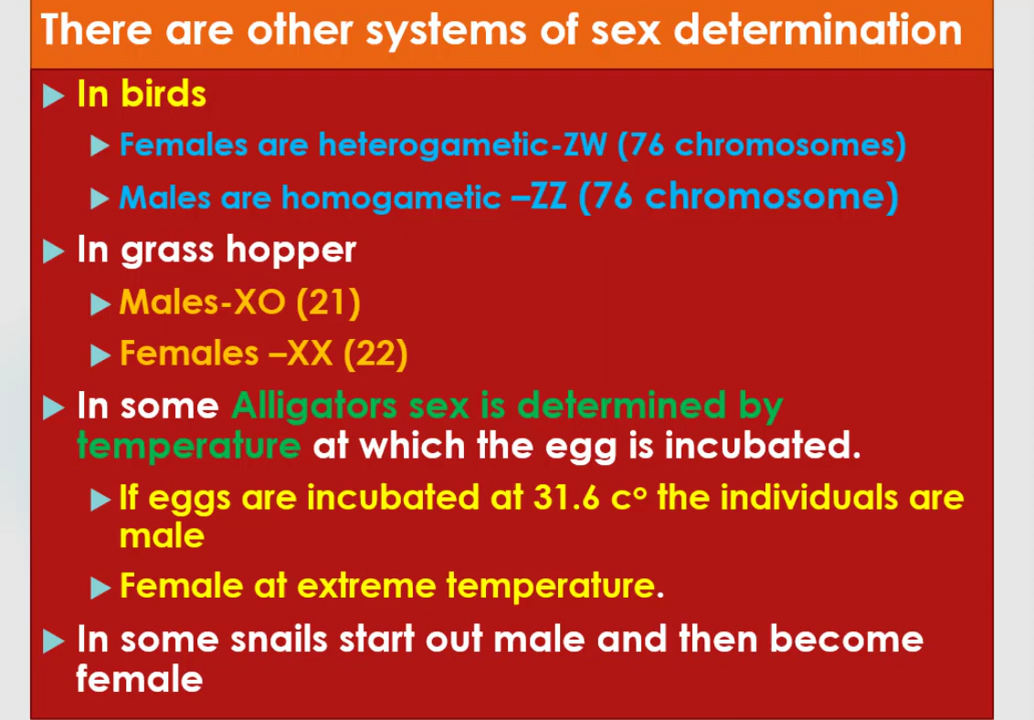 There are other systems of sex determination
In birds
Females are heterogametic-ZW (76 chromosomes)
Males are homogametic –ZZ (76 chromosome)
In grass hopper
Males-XO (21)
Females –XX (22)
In some Alligators sex is determined by
temperature at which the egg is incubated.
If eggs are incubated at 31.6 cº the individuals are
male
Female at extreme temperature.
In some snails start out male and then become
female